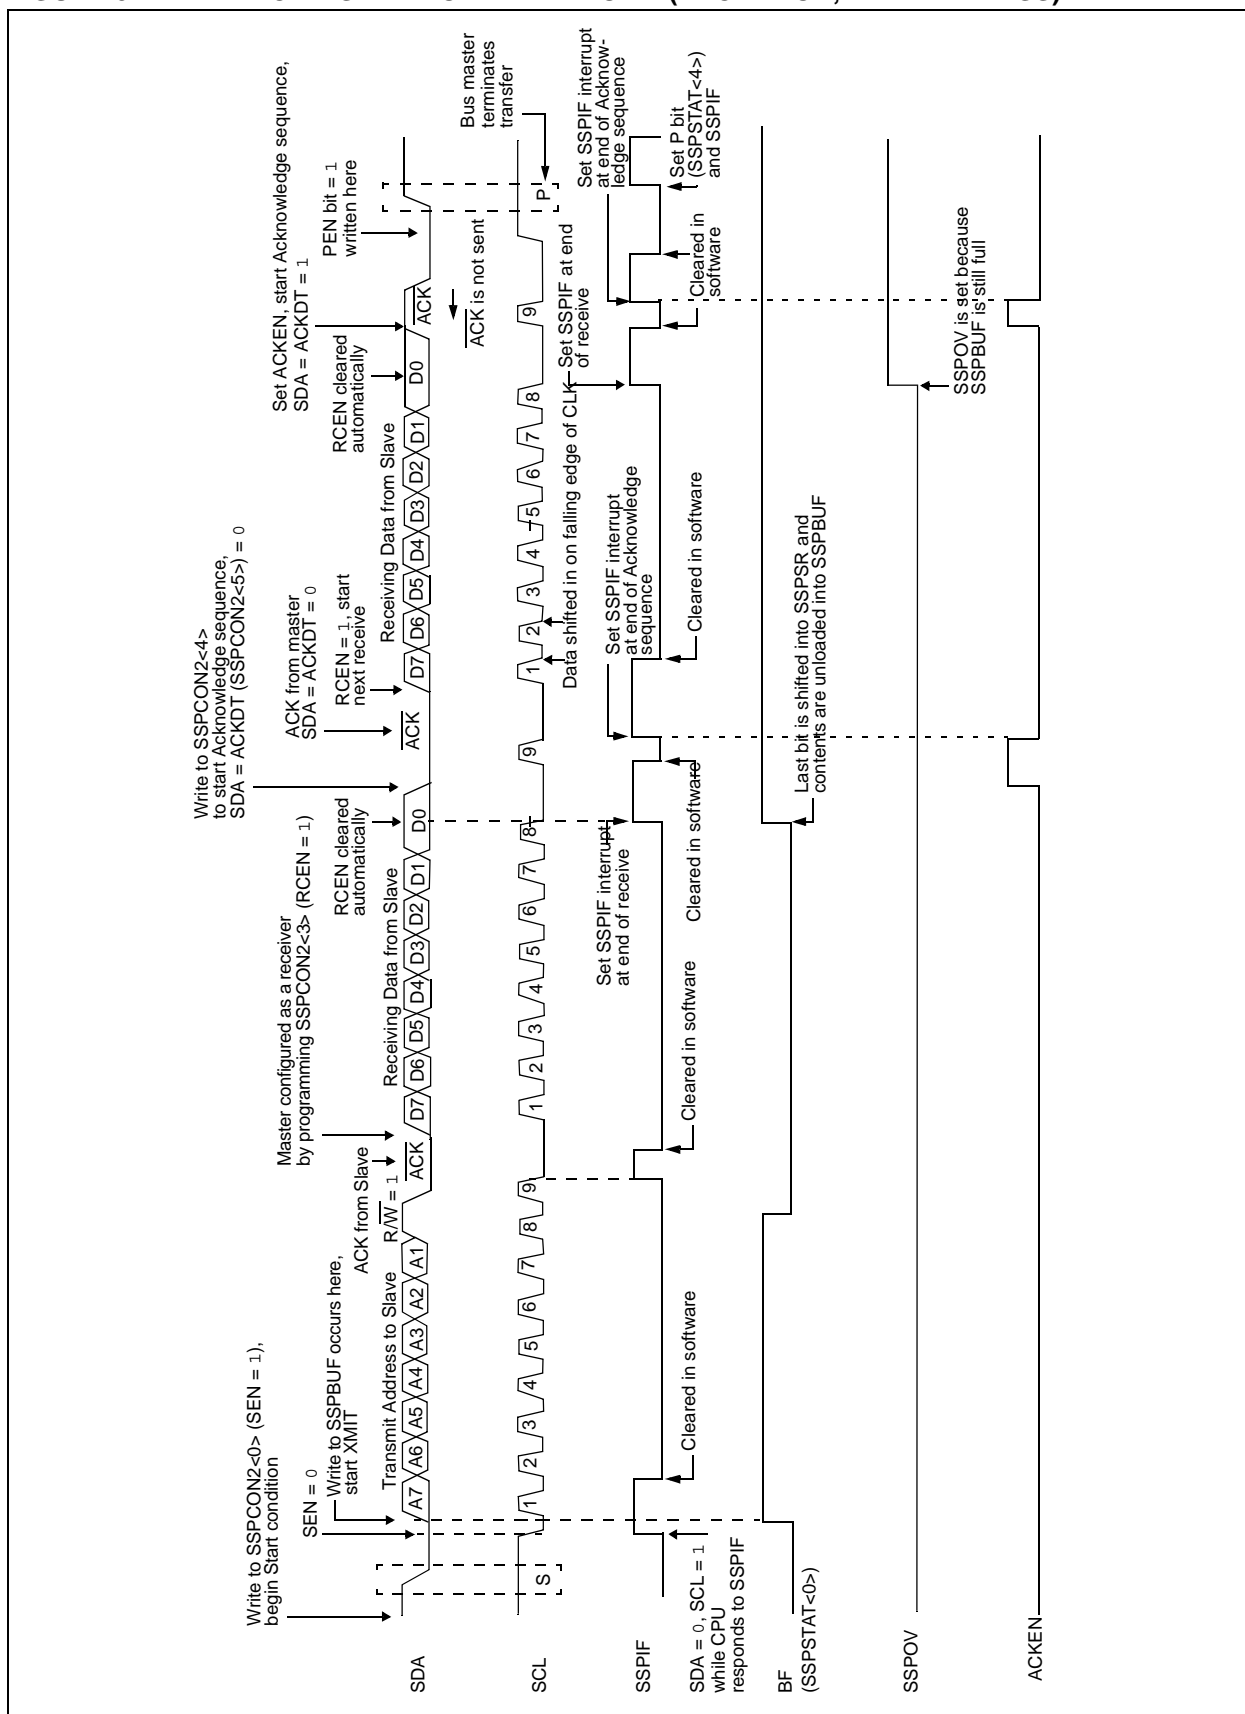 Write to SSPCON2<0> (SEN = 1),
begin Start condition
SEN = 0
Write to SSPBUF occurs here,
start XMIT
Transmit Address to Slave
R/W = 1
ACK from Slave
Master configured as a receiver
by programming SSPCON2<3> (RCEN = 1)
Receiving Data from Slave
RCEN cleared
automatically
Write to SSPCON2<4>
to start Acknowledge sequence,
SDA = ACKDT (SSPCON2<5>) = 0
ACK from master
SDA = ACKDT = 0
RCEN = 1, start
next receive
Receiving Data from Slave
RCEN cleared
automatically
Set ACKEN, start Acknowledge sequence,
SDA = ACKDT = 1
PEN bit = 1
written here
SDA
A7 A6 A5 A4 A3 A2 A1
ACK
D7 D6 D5 D4 D3 D2 D1 D0
ACK
D7 D6 D5 D4 D3 D2 D1 D0
ACK
ACK is not sent
Bus master
terminates
transfer
SCL
S
1 2 3 4 5 6 7 8 9
1 2 3 4 5 6 7 8
9
1 2 3 4 5 6 7 8
9
P
Data shifted in on falling edge of CLK
Set SSPIF at end
of receive
Set SSPIF interrupt
at end of receive
Set SSPIF interrupt
at end of Acknowledge
sequence
Set SSPIF interrupt
at end of Acknow-
ledge sequence
SSPIF
SDA = 0, SCL = 1
while CPU
responds to SSPIF
Cleared in software
Cleared in software
Cleared in software
Cleared in software
Cleared in software
Cleared in
software
Set P bit
(SSPSTAT<4>)
and SSPIF
BF
(SSPSTAT<0>)
Last bit is shifted into SSPSR and
contents are unloaded into SSPBUF
SSPOV
SSPOV is set because
SSPBUF is still full
ACKEN